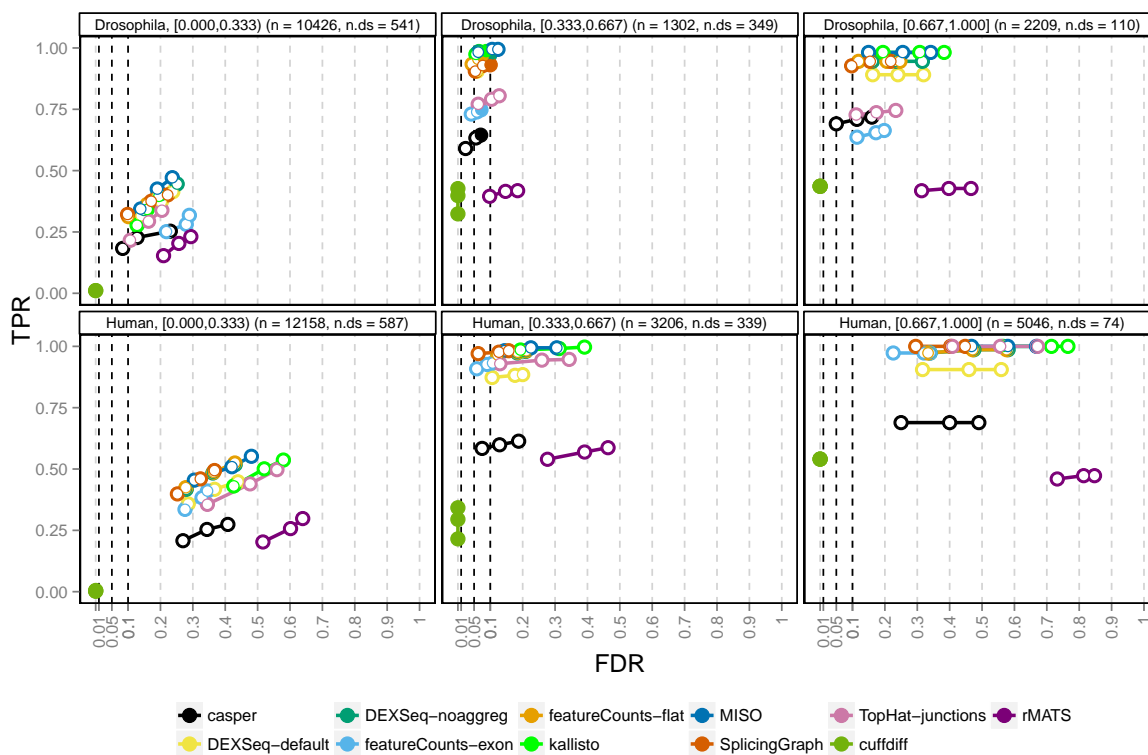 Drosophila, [0.000,0.333) (n = 10426, n.ds = 541)
Drosophila, [0.333,0.667) (n = 1302, n.ds = 349)
Drosophila, [0.667,1.000] (n = 2209, n.ds = 110)
1.00
0.75
0.50
0.25
0.00
Human, [0.000,0.333) (n = 12158, n.ds = 587)
Human, [0.333,0.667) (n = 3206, n.ds = 339)
Human, [0.667,1.000] (n = 5046, n.ds = 74)
1.00
0.75
0.50
0.25
0.00
TPR
0.01 0.05 0.1 0.2 0.3 0.4 0.5 0.6 0.7 0.8 0.9 1
0.01 0.05 0.1 0.2 0.3 0.4 0.5 0.6 0.7 0.8 0.9 1
0.01 0.05 0.1 0.2 0.3 0.4 0.5 0.6 0.7 0.8 0.9 1
FDR
casper DEXSeq−noaggreg featureCounts−flat MISO TopHat−junctions rMATS
DEXSeq−default featureCounts−exon kallisto SplicingGraph cuffdiff